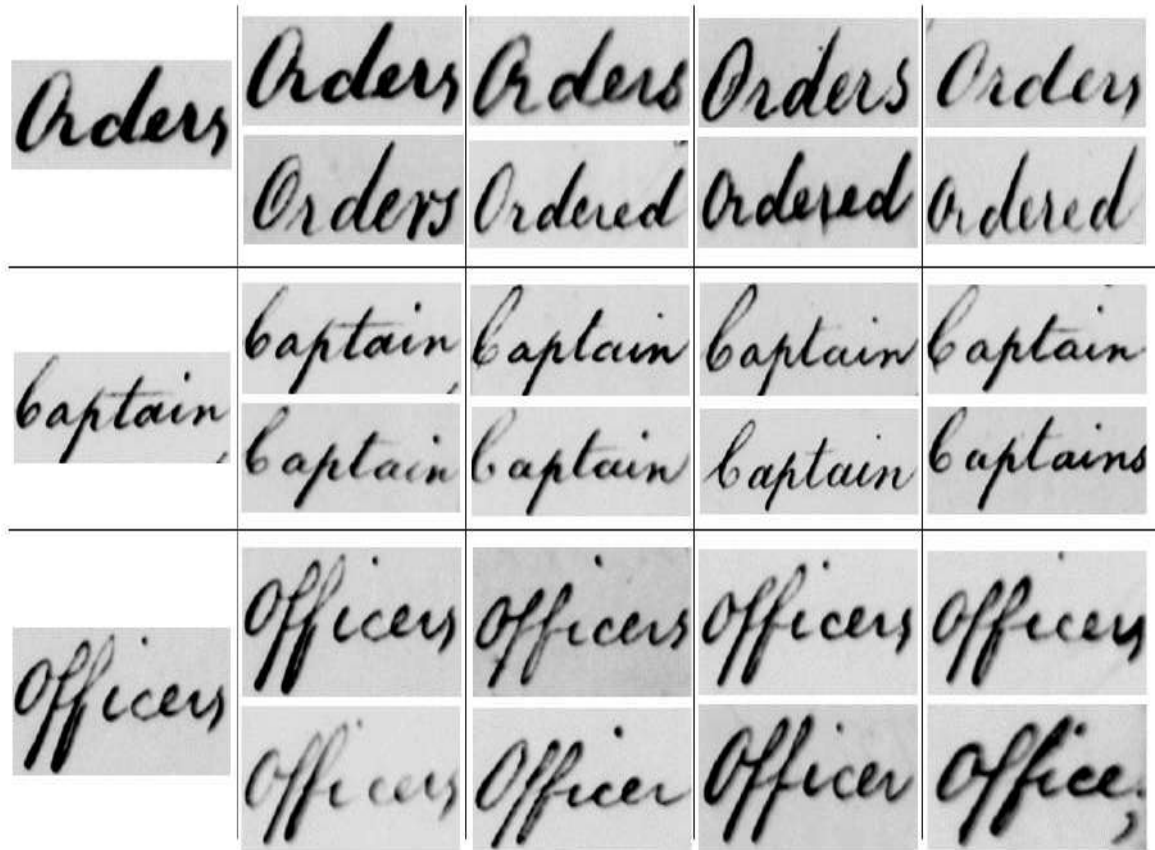 Orders Orders Orders Orders Orders
Orders Ordered Ordered Ordered
Captain, Captain, Captain Captain Captain
Captain Captain Captain Captains
Officers Officers Officers Officers Officers
Officers Officer Officer Office,